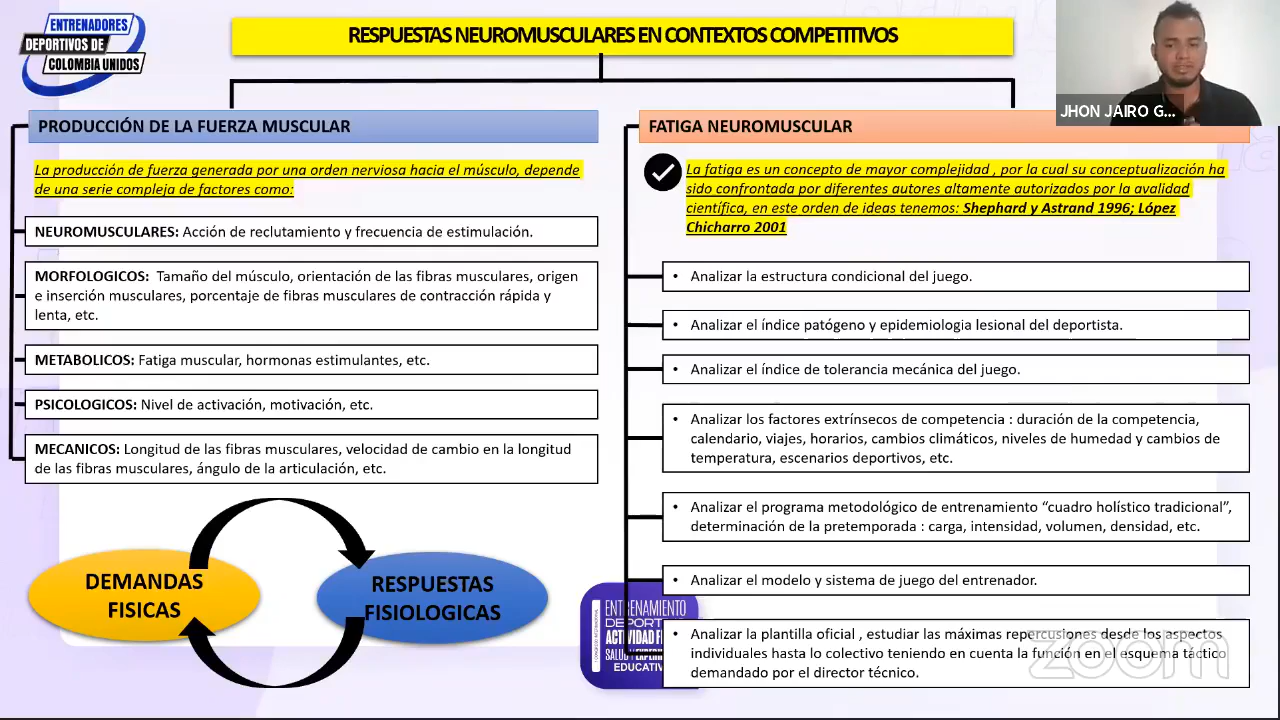 ENTRENADORES
DEPORTIVOS DE
COLOMBIA UNIDOS
RESPUESTAS NEUROMUSCULARES EN CONTEXTOS COMPETITIVOS
JHON JAIRO G...
PRODUCCIÓN DE LA FUERZA MUSCULAR
La producción de fuerza generada por una orden nerviosa hacia el músculo, depende
de una serie compleja de factores como:
NEUROMUSCULARES: Acción de reclutamiento y frecuencia de estimulación.
MORFOLOGICOS: Tamaño del músculo, orientación de las fibras musculares, origen
e inserción musculares, porcentaje de fibras musculares de contracción rápida y
lenta, etc.
METABOLICOS: Fatiga muscular, hormonas estimulantes, etc.
PSICOLOGICOS: Nivel de activación, motivación, etc.
MECANICOS: Longitud de las fibras musculares, velocidad de cambio en la longitud
de las fibras musculares, ángulo de la articulación, etc.
DEMANDAS
FISICAS
RESPUESTAS
FISIOLOGICAS
FATIGA NEUROMUSCULAR
La fatiga es un concepto de mayor complejidad , por la cual su conceptualización ha
sido confrontada por diferentes autores altamente autorizados por la avalidad
científica, en este orden de ideas tenemos: Shephard y Astrand 1996; López
Chicharro 2001
• Analizar la estructura condicional del juego.
• Analizar el índice patógeno y epidemiologia lesional del deportista.
• Analizar el índice de tolerancia mecánica del juego.
• Analizar los factores extrínsecos de competencia : duración de la competencia,
calendario, viajes, horarios, cambios climáticos, niveles de humedad y cambios de
temperatura, escenarios deportivos, etc.
• Analizar el programa metodológico de entrenamiento “cuadro holístico tradicional”,
determinación de la pretemporada : carga, intensidad, volumen, densidad, etc.
• Analizar el modelo y sistema de juego del entrenador.
• Analizar la plantilla oficial , estudiar las máximas repercusiones desde los aspectos
individuales hasta lo colectivo teniendo en cuenta la función en el esquema táctico
demandado por el director técnico.
ENTRENAMIENTO
DEPOR
ACTIVIDAD F
SALUD
EDUCATIV
zoom